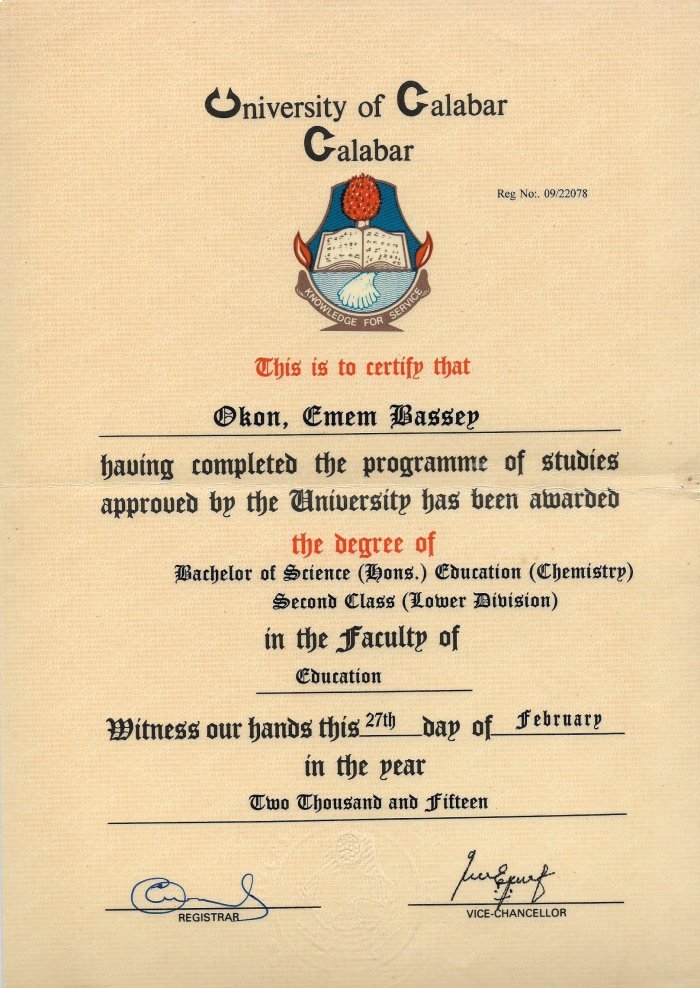 University of Calabar
Calabar
Reg No:. 09/22078
KNOWLEDGE FOR SERVICE
This is to certify that
Okon, Emem Bassey
having completed the programme of studies
approved by the University has been awarded
the degree of
Bachelor of Science (Hons.) Education (Chemistry)
Second Class (Lower Division)
in the Faculty of
Education
Witness our hands this 27th day of February
in the year
Two Thousand and Fifteen
REGISTRAR
VICE-CHANCELLOR